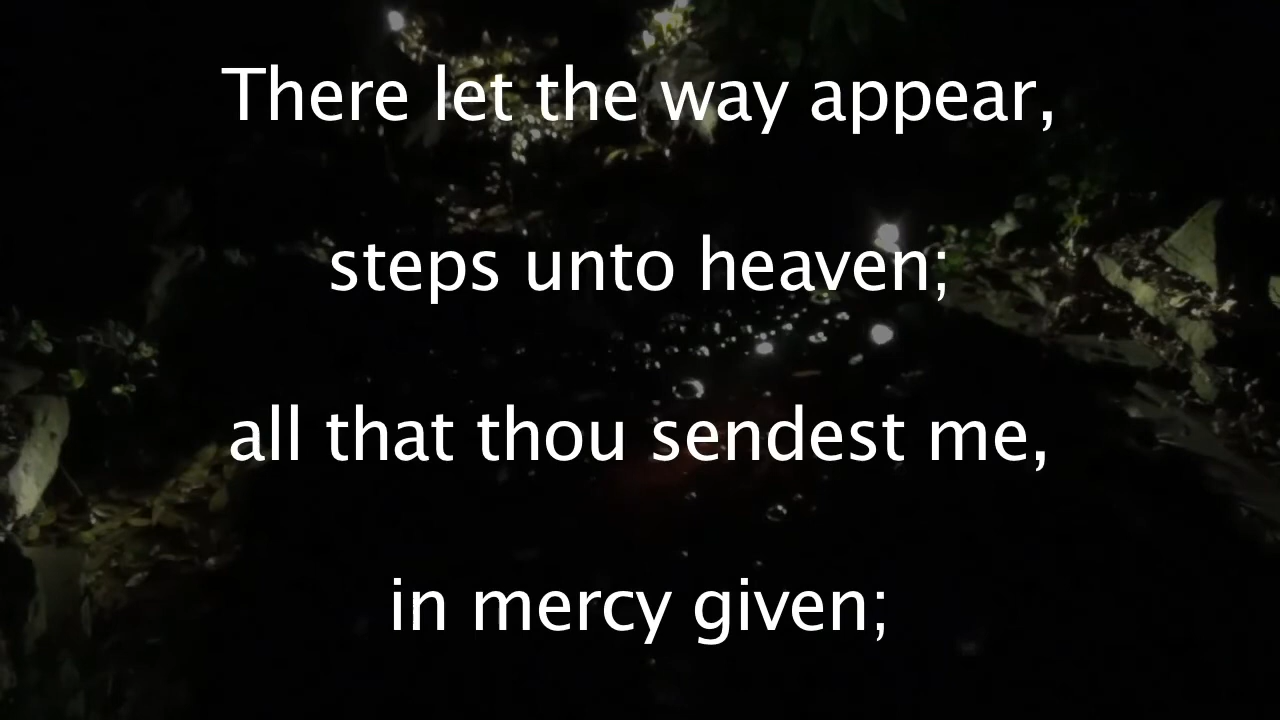 There let the way appear,
steps unto heaven;
all that thou sendest me,
in mercy given;